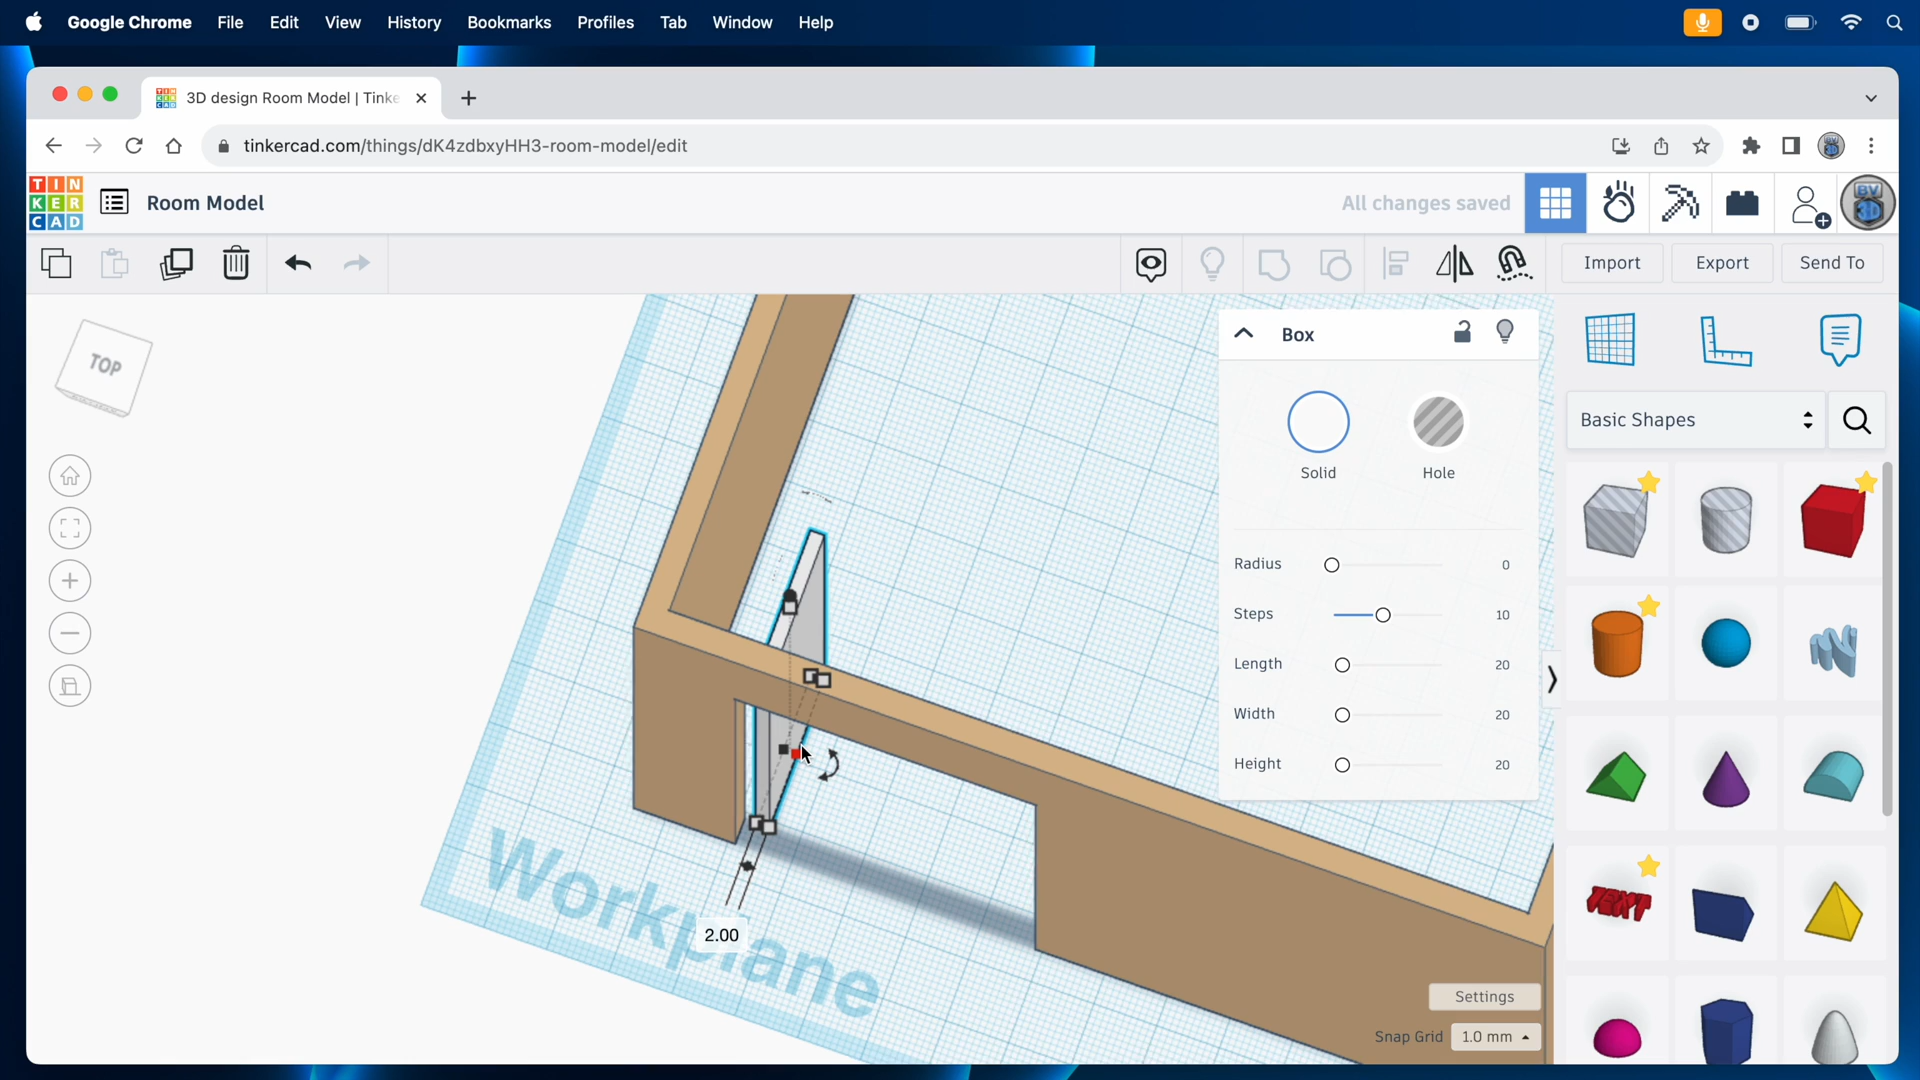 Google Chrome File Edit View History Bookmarks Profiles Tab Window Help
3D design Room Model | Tinke
tinkercad.com/things/dK4zdbxyHH3-room-model/edit
TIN
KER
CAD
Room Model
All changes saved
BV
3D
Import Export Send To
TOP
Box
Basic Shapes
Solid Hole
Radius 0
Steps 10
Length 20
Width 20
Height 20
TEXT
2.00
Workplane
Settings
Snap Grid 1.0 mm